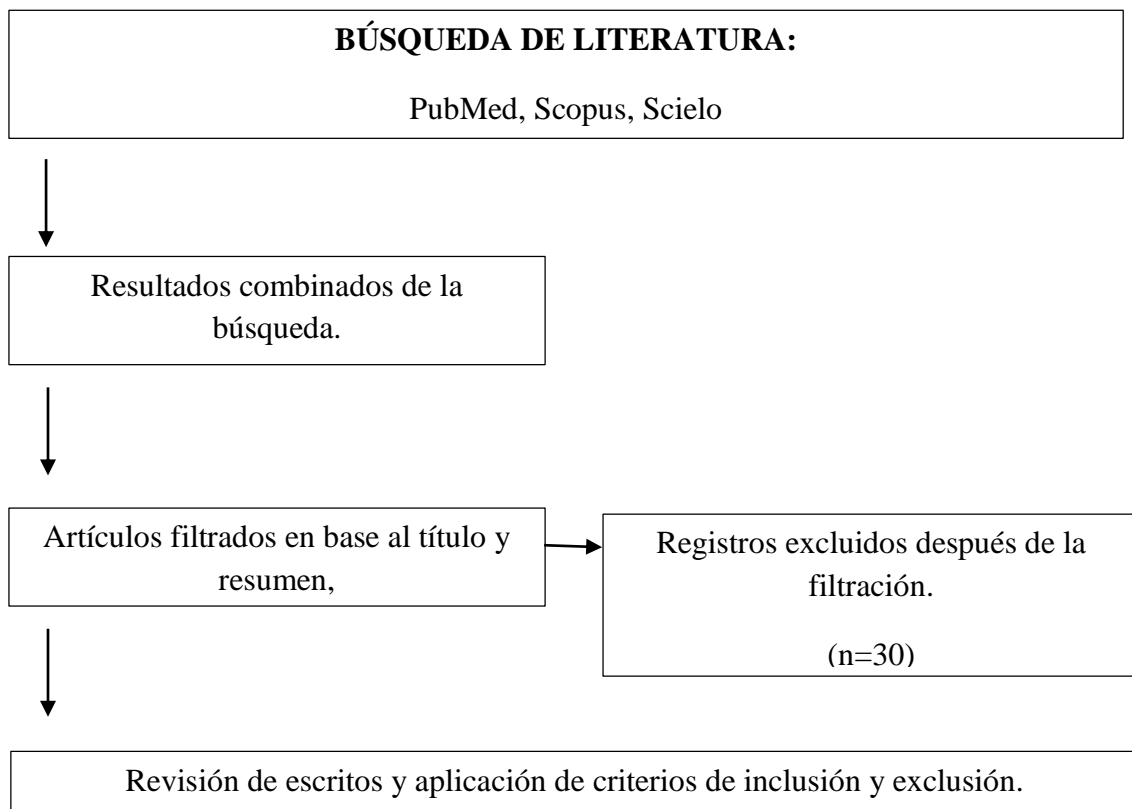 BÚSQUEDA DE LITERATURA:
PubMed, Scopus, Scielo
Resultados combinados de la
búsqueda.
Artículos filtrados en base al título y
resumen,
Registros excluidos después de la
filtración.
(n=30)
Revisión de escritos y aplicación de criterios de inclusión y exclusión.